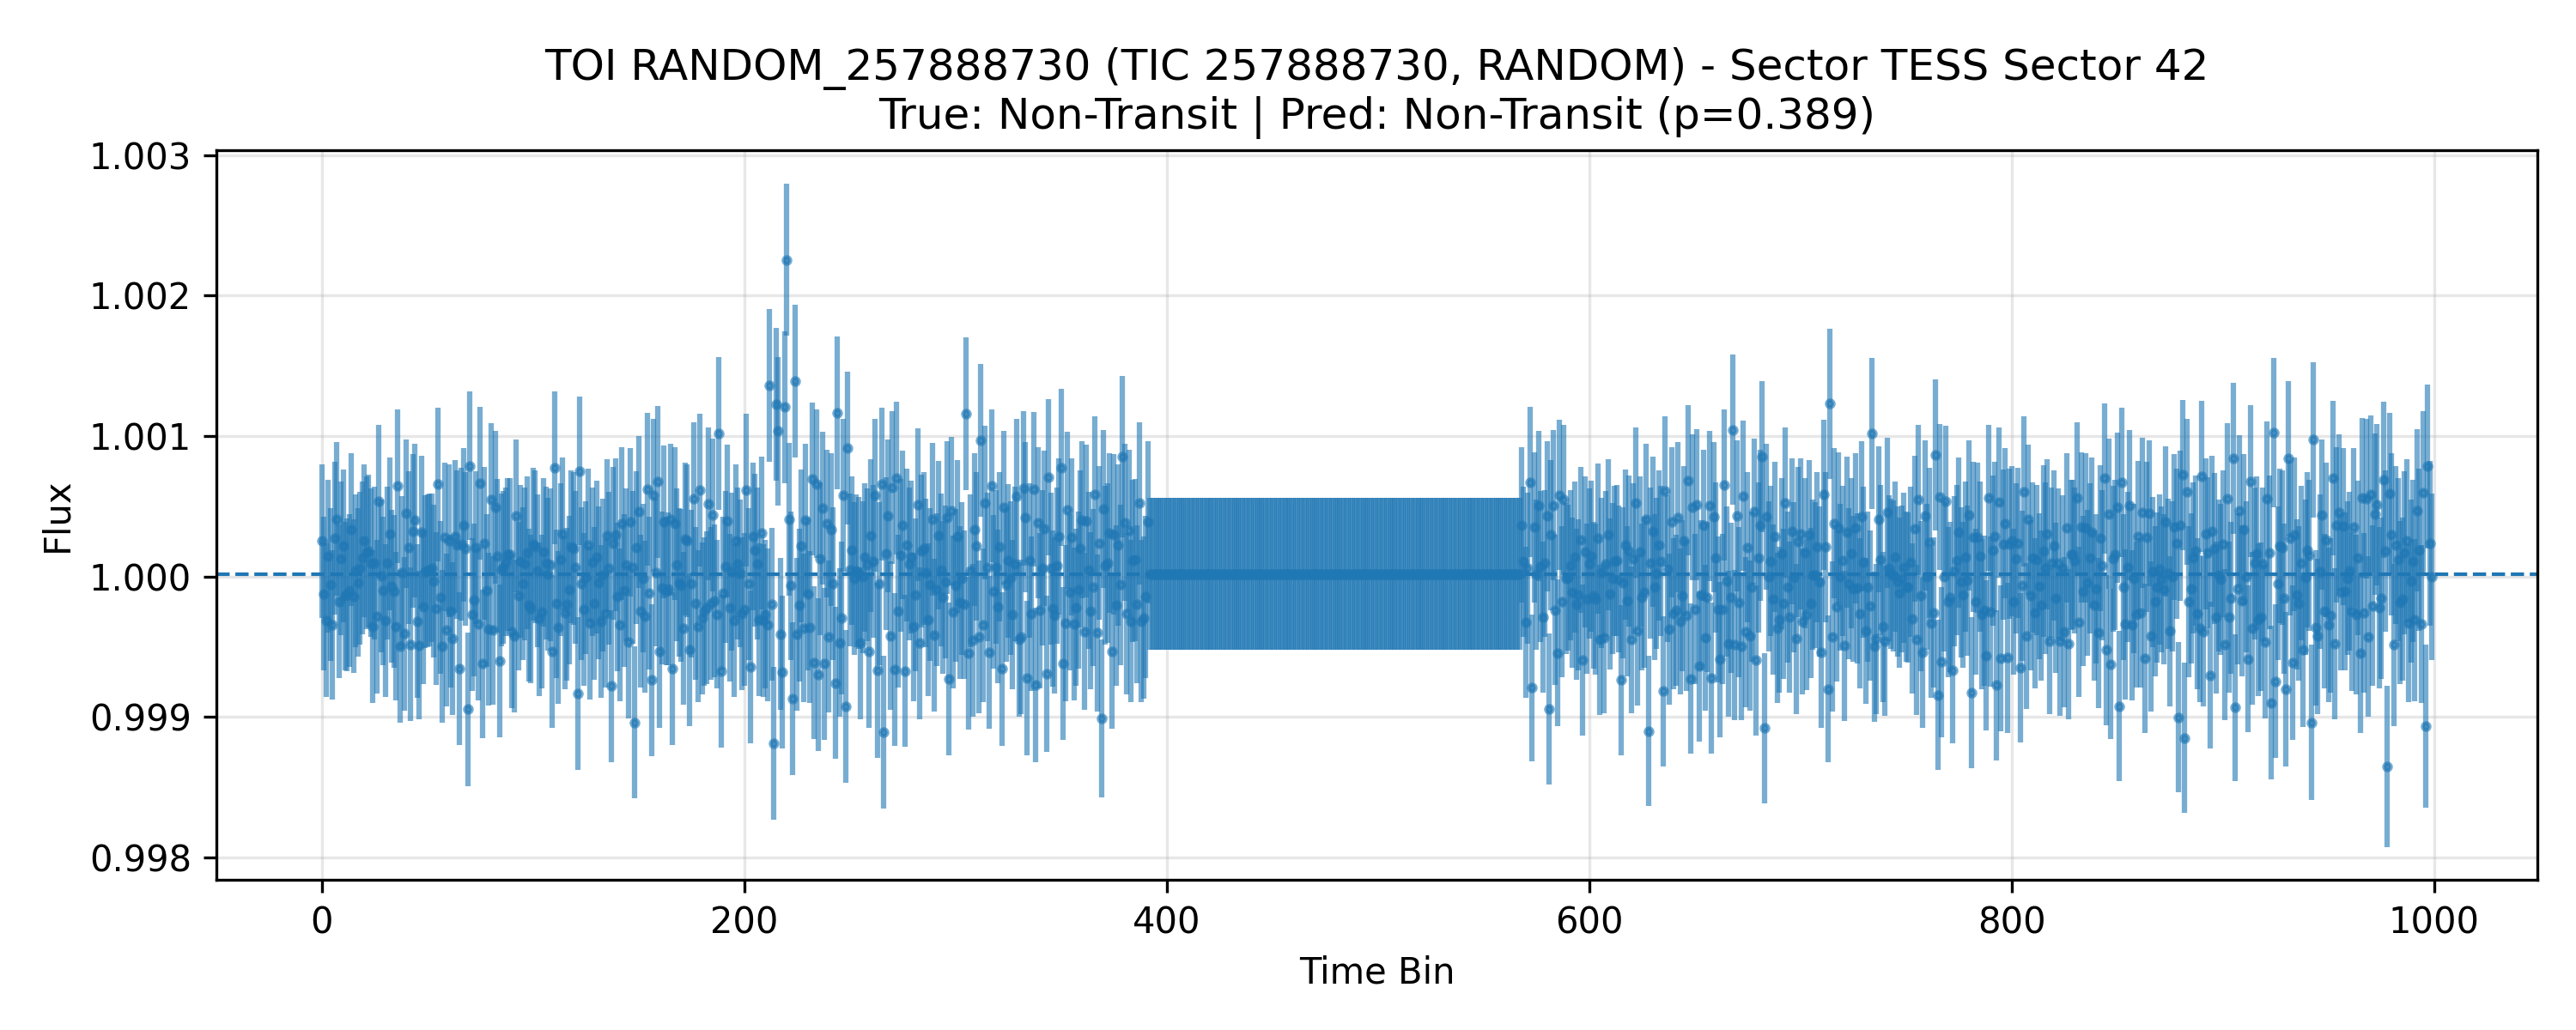 TOI RANDOM_257888730 (TIC 257888730, RANDOM) - Sector TESS Sector 42
True: Non-Transit | Pred: Non-Transit (p=0.389)
1.003
1.002
1.001
1.000
0.999
0.998
Flux
0 200 400 600 800 1000
Time Bin